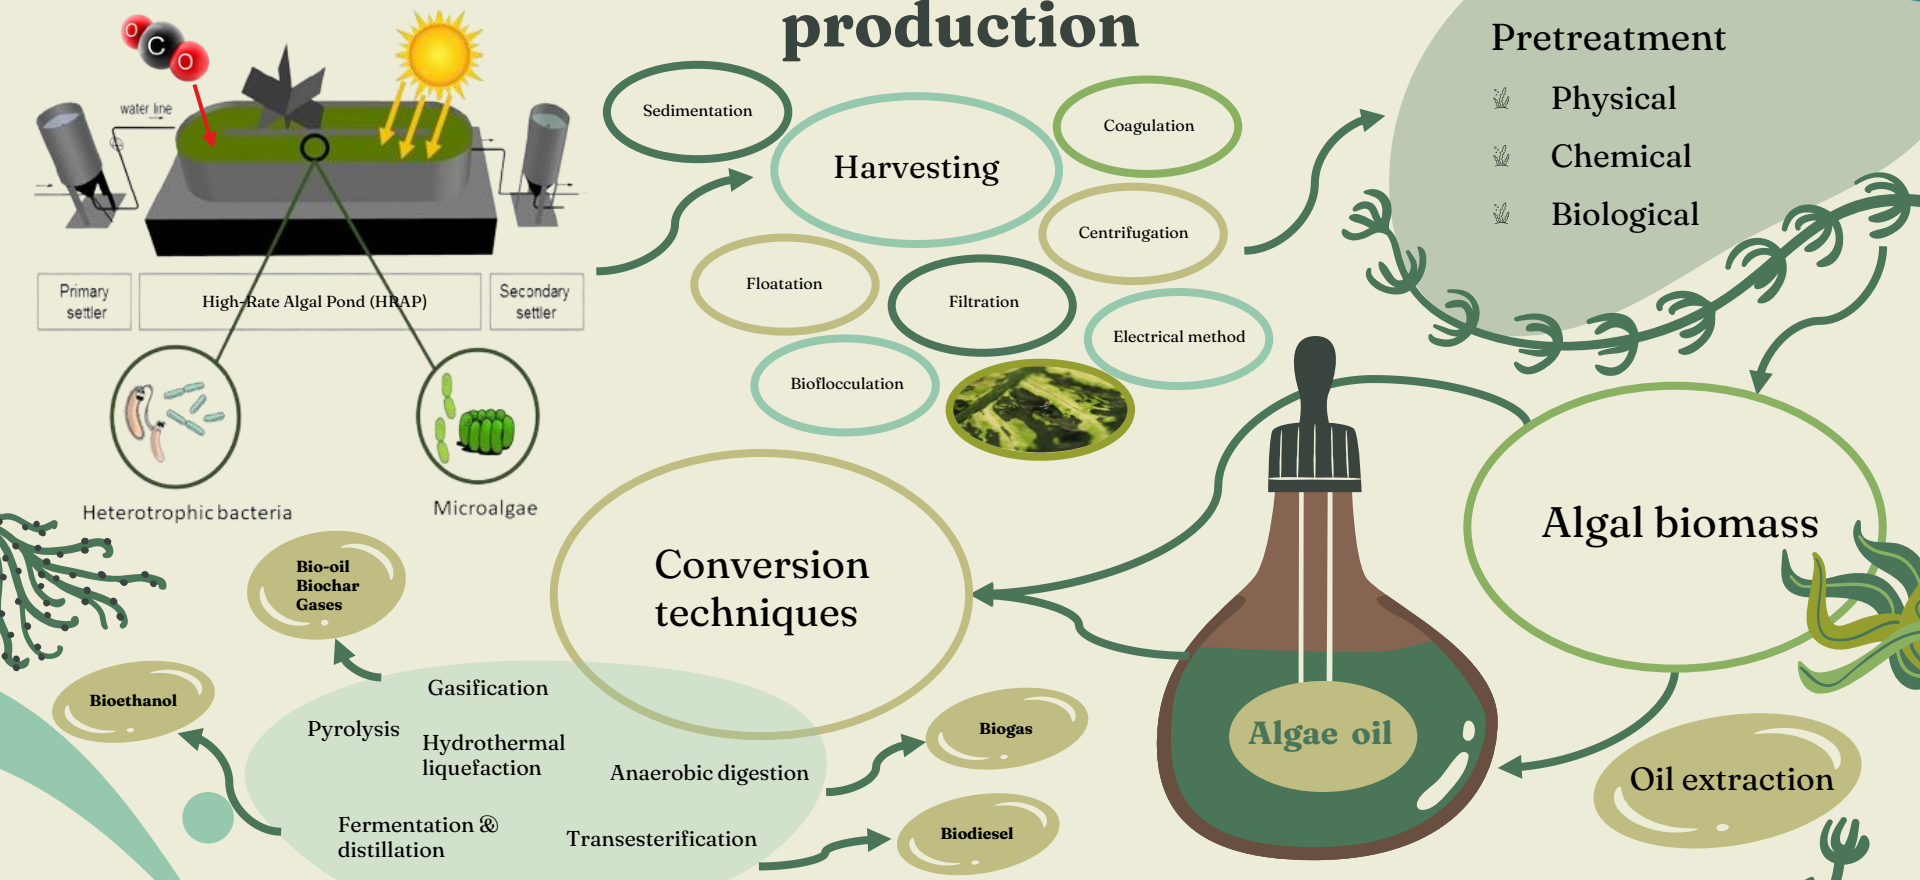 production
O
C
O
water line
Primary
settler
High-Rate Algal Pond (HRAP)
Secondary
settler
Heterotrophic bacteria
Microalgae
Sedimentation
Harvesting
Coagulation
Centrifugation
Floatation
Filtration
Electrical method
Bioflocculation
Pretreatment
Physical
Chemical
Biological
Algal biomass
Oil extraction
Algae oil
Conversion
techniques
Gasification
Pyrolysis
Hydrothermal
liquefaction
Anaerobic digestion
Fermentation &
distillation
Transesterification
Bio-oil
Biochar
Gases
Bioethanol
Biogas
Biodiesel